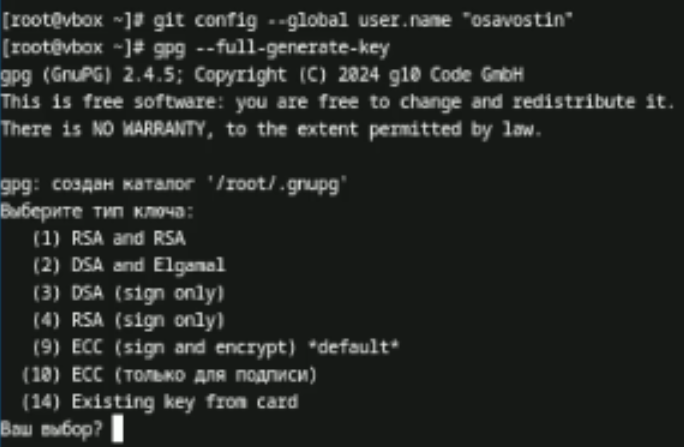 [root@vbox ~]# git config --global user.name "osavostin"
[root@vbox ~]# gpg --full-generate-key
gpg (GnuPG) 2.4.5; Copyright (C) 2024 g10 Code GmbH
This is free software: you are free to change and redistribute it.
There is NO WARRANTY, to the extent permitted by law.

gpg: создан каталог '/root/.gnupg'
Выберите тип ключа:
   (1) RSA and RSA
   (2) DSA and Elgamal
   (3) DSA (sign only)
   (4) RSA (sign only)
   (9) ECC (sign and encrypt) *default*
  (10) ECC (только для подписи)
  (14) Existing key from card
Ваш выбор?